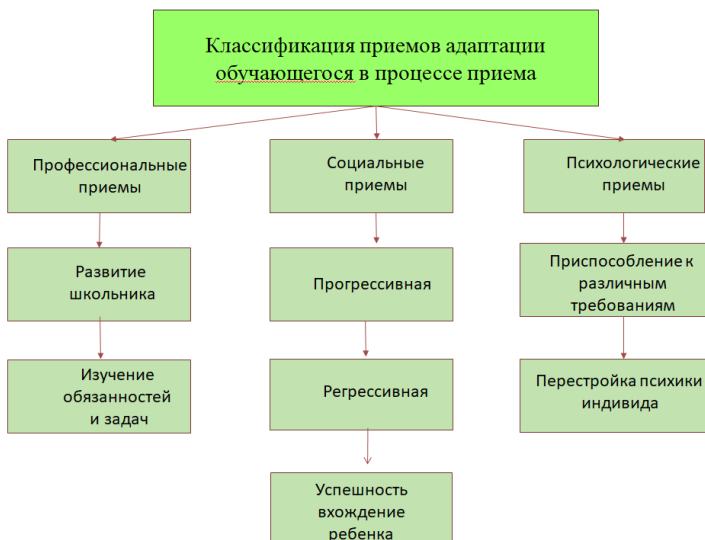 Классификация приемов адаптации
обучающегося в процессе приема
Профессиональные
приемы
Социальные
приемы
Психологические
приемы
Развитие
школьника
Прогрессивная
Приспособление к
различным
требованиям
Изучение
обязанностей
и задач
Регрессивная
Перестройка психики
индивида
Успешность
вхождение
ребенка